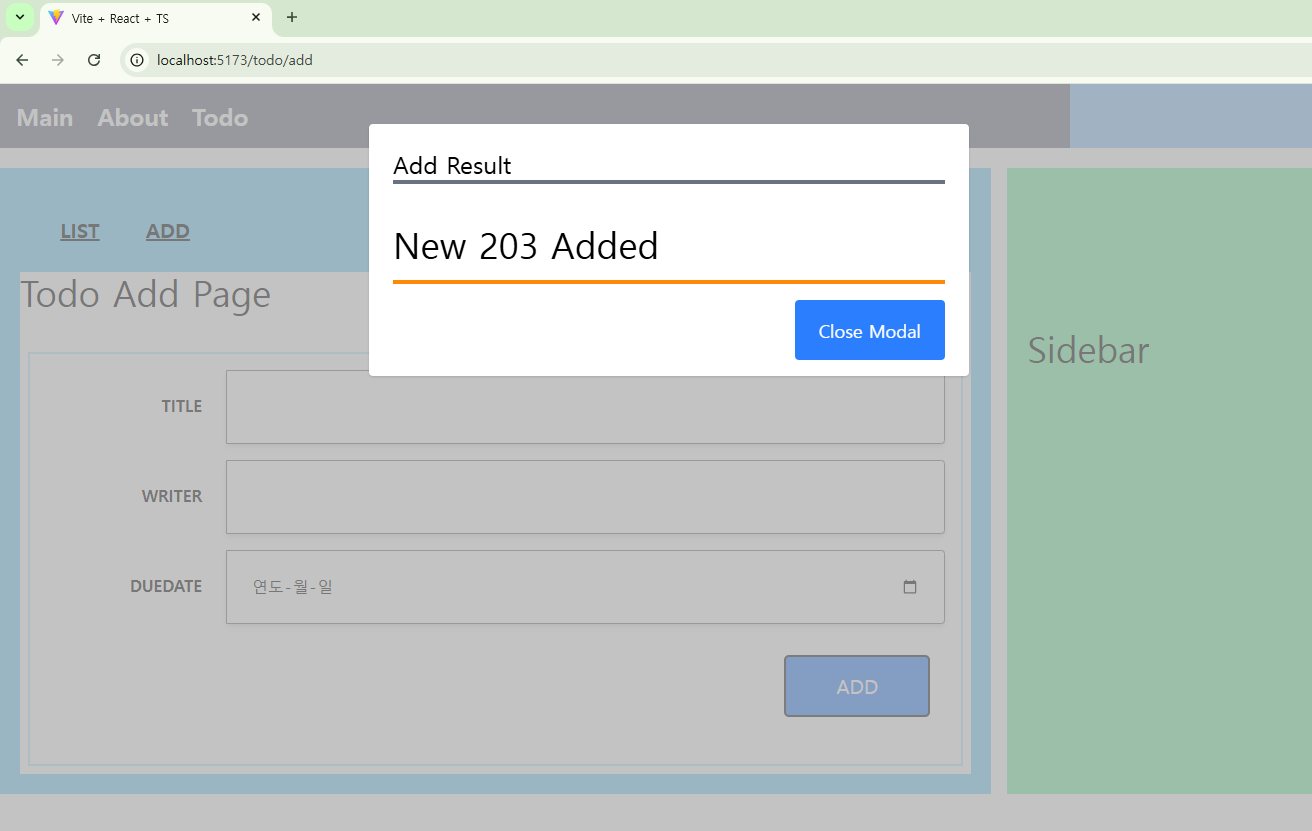 Vite + React + TS
localhost:5173/todo/add
Main About Todo
Add Result
New 203 Added
Close Modal
LIST ADD
Todo Add Page
TITLE
WRITER
DUEDATE 연도-월-일
ADD
Sidebar